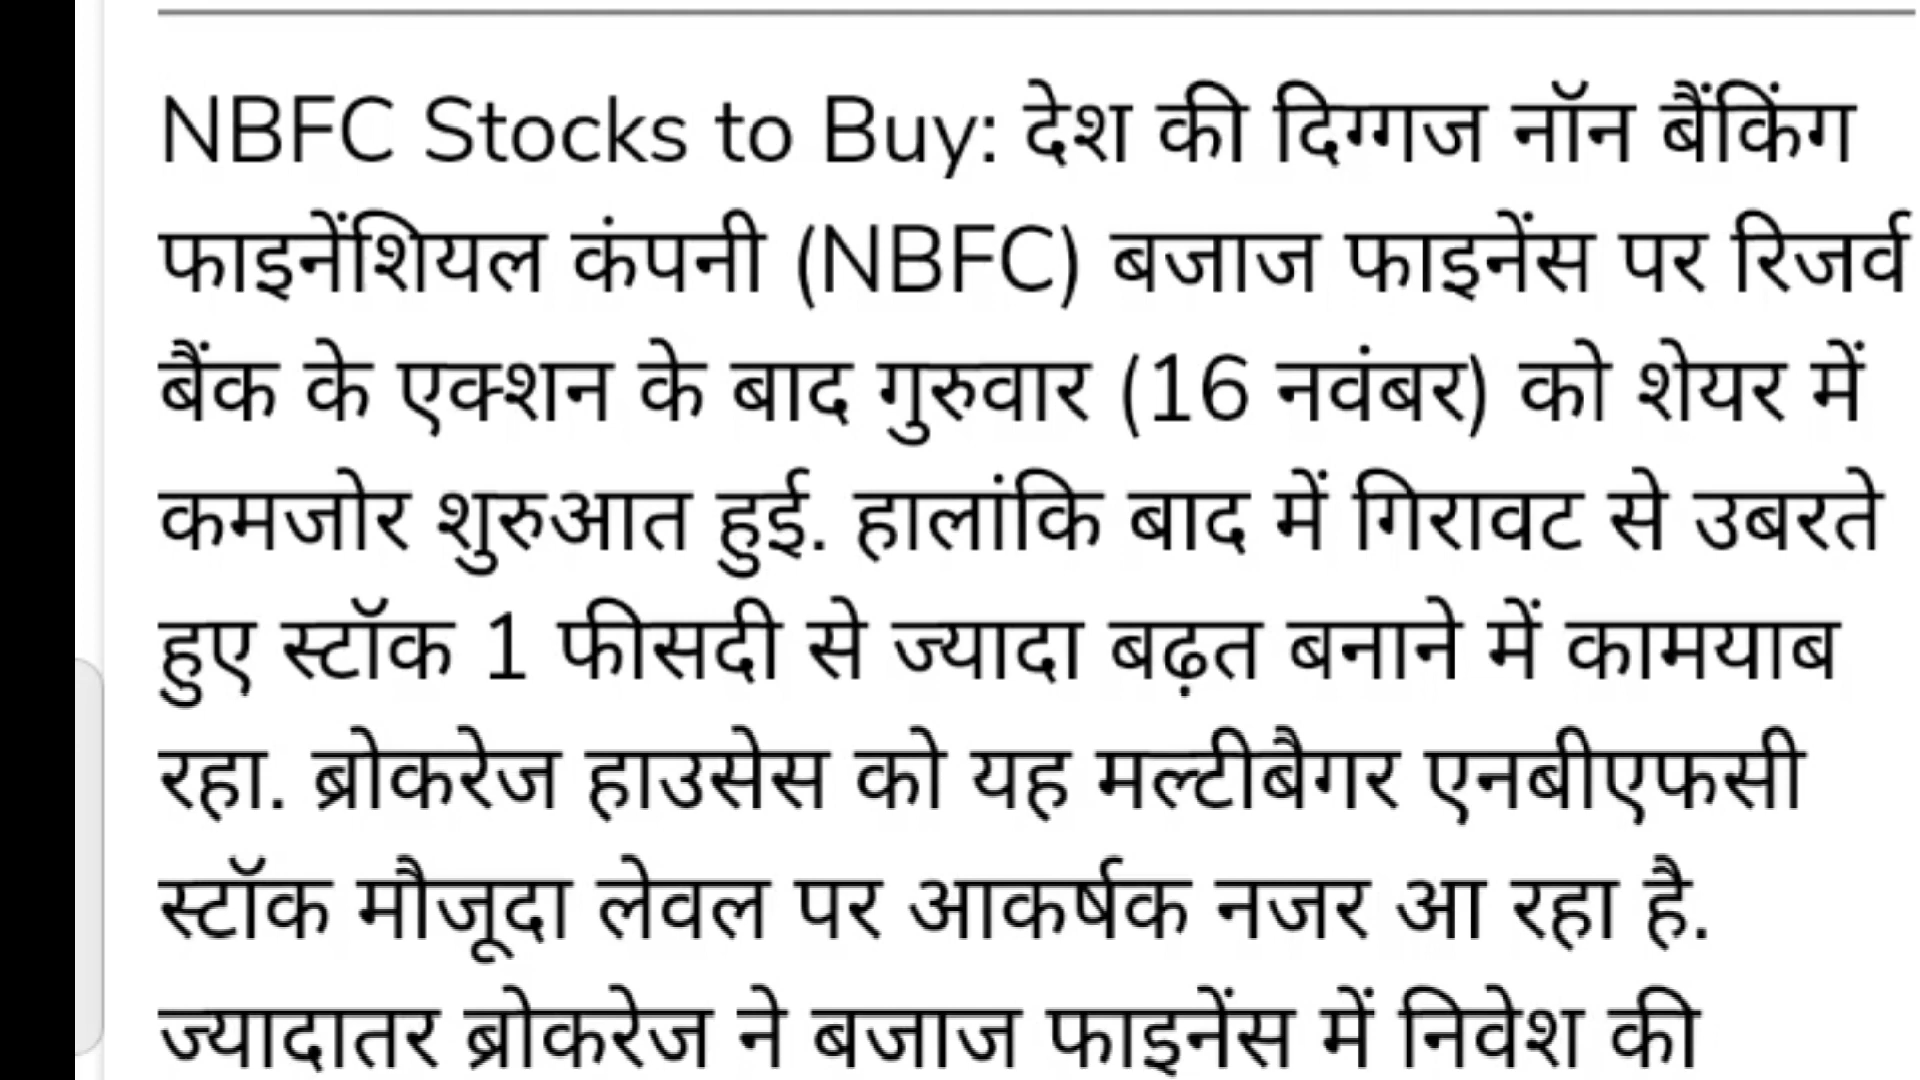 NBFC Stocks to Buy: देश की दिग्गज नॉन बैंकिंग
फाइनेंशियल कंपनी (NBFC) बजाज फाइनेंस पर रिजर्व
बैंक के एक्शन के बाद गुरुवार (16 नवंबर) को शेयर में
कमजोर शुरुआत हुई. हालांकि बाद में गिरावट से उबरते
हुए स्टॉक 1 फीसदी से ज्यादा बढ़त बनाने में कामयाब
रहा. ब्रोकरेज हाउसेस को यह मल्टीबैगर एनबीएफसी
स्टॉक मौजूदा लेवल पर आकर्षक नजर आ रहा है.
ज्यादातर ब्रोकरेज ने बजाज फाइनेंस में निवेश की